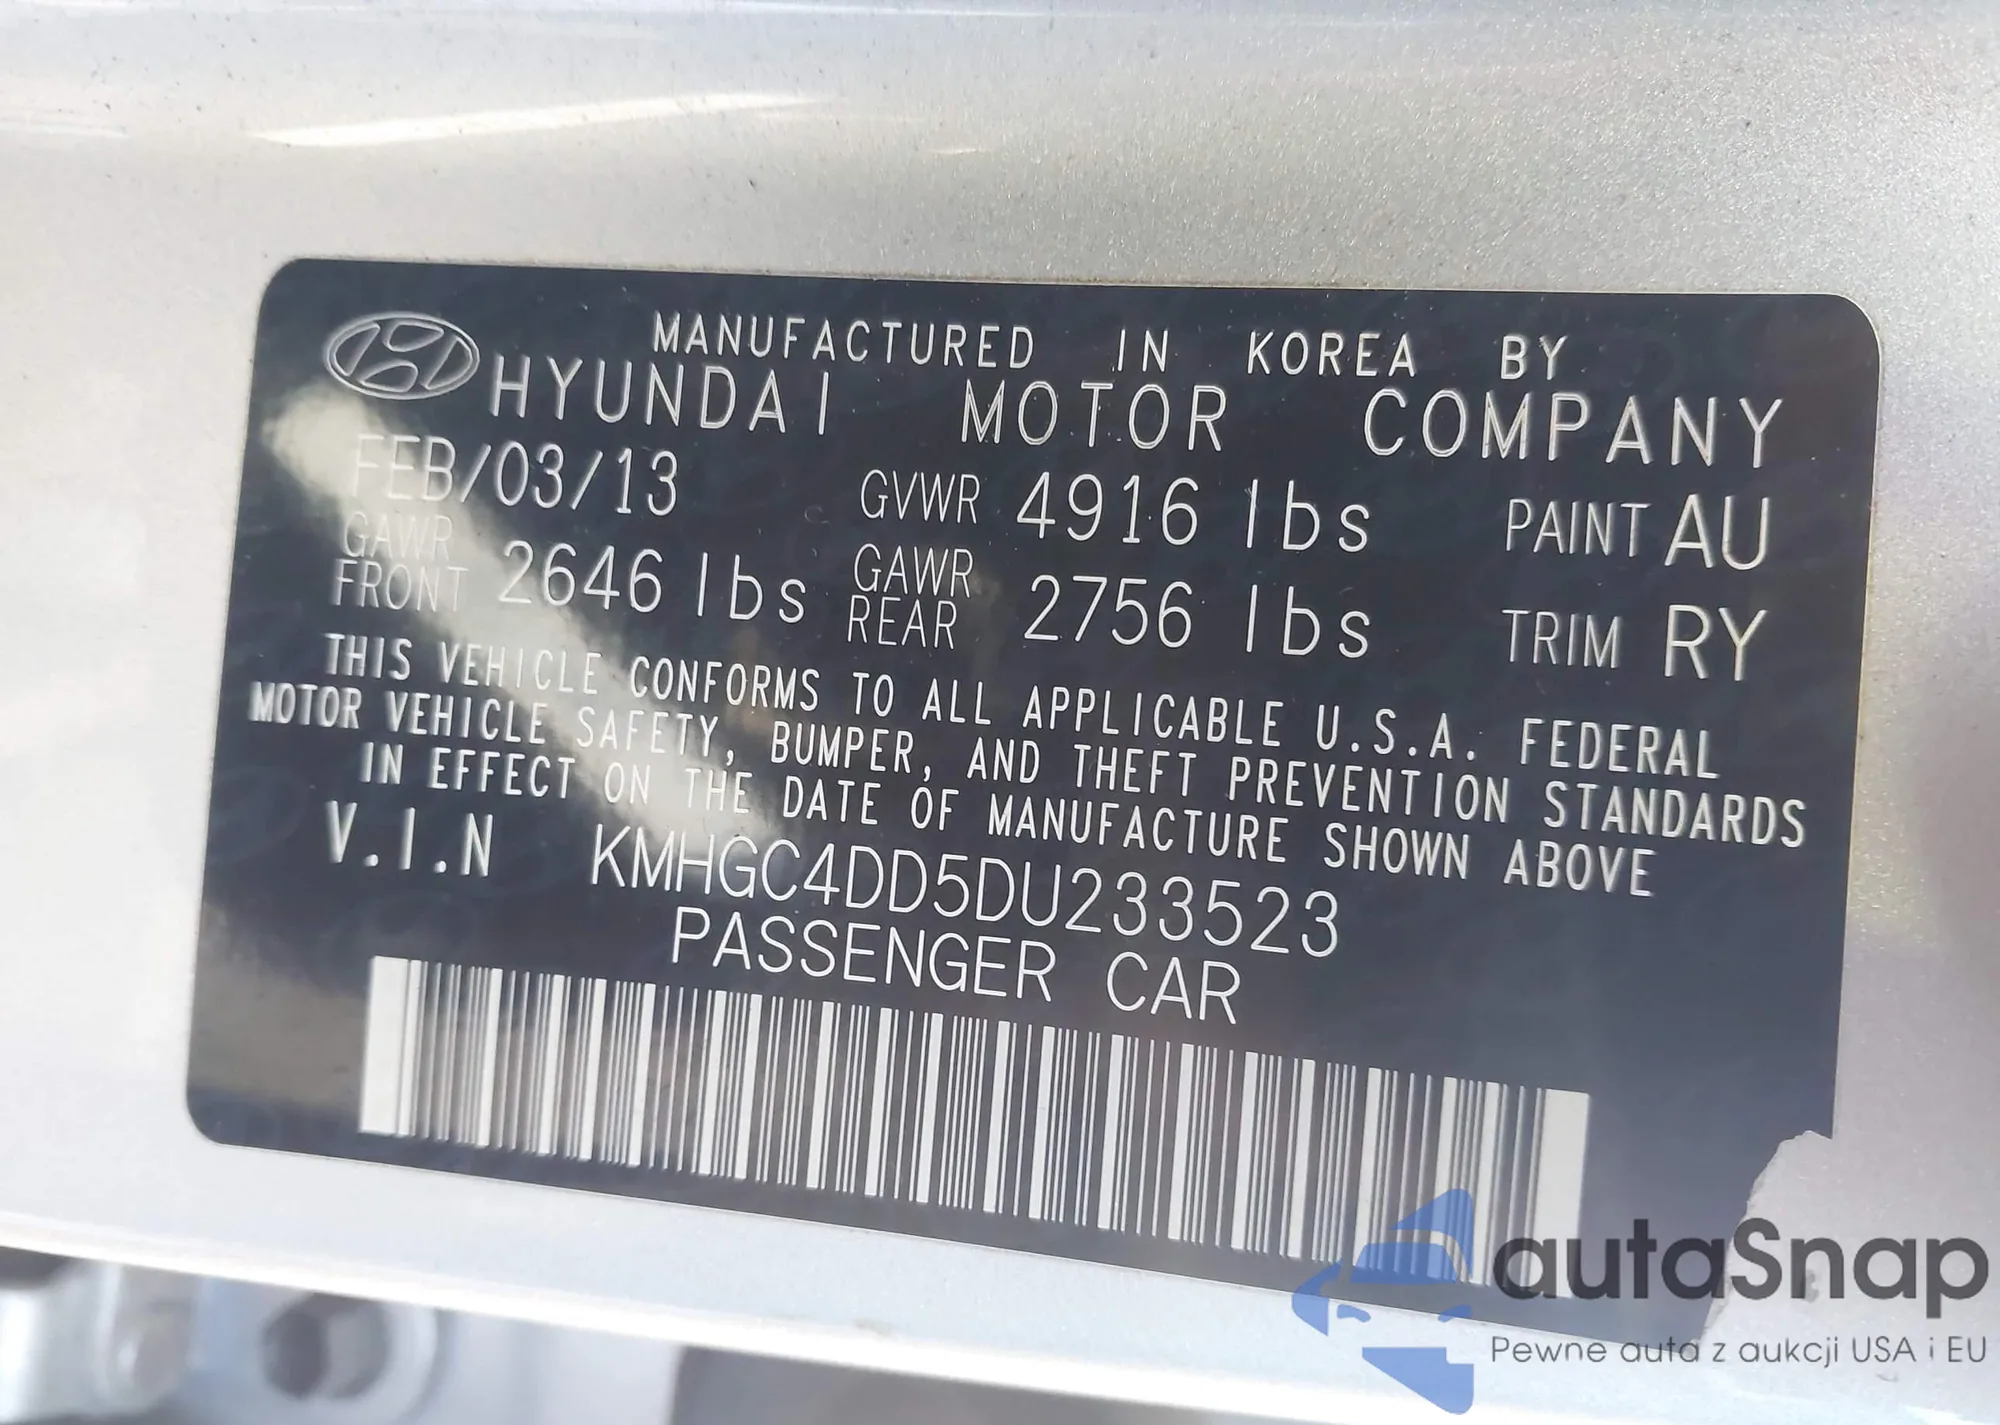 MANUFACTURED IN KOREA BY
HYUNDAI MOTOR COMPANY
FEB/03/13 GVWR 4916 lbs PAINT AU
GAWR FRONT 2646 lbs GAWR REAR 2756 lbs TRIM RY
THIS VEHICLE CONFORMS TO ALL APPLICABLE U.S.A. FEDERAL
MOTOR VEHICLE SAFETY, BUMPER, AND THEFT PREVENTION STANDARDS
IN EFFECT ON THE DATE OF MANUFACTURE SHOWN ABOVE
V.I.N KMHGC4DD5DU233523
PASSENGER CAR
autaSnap
Pewne auta z aukcji USA i EU